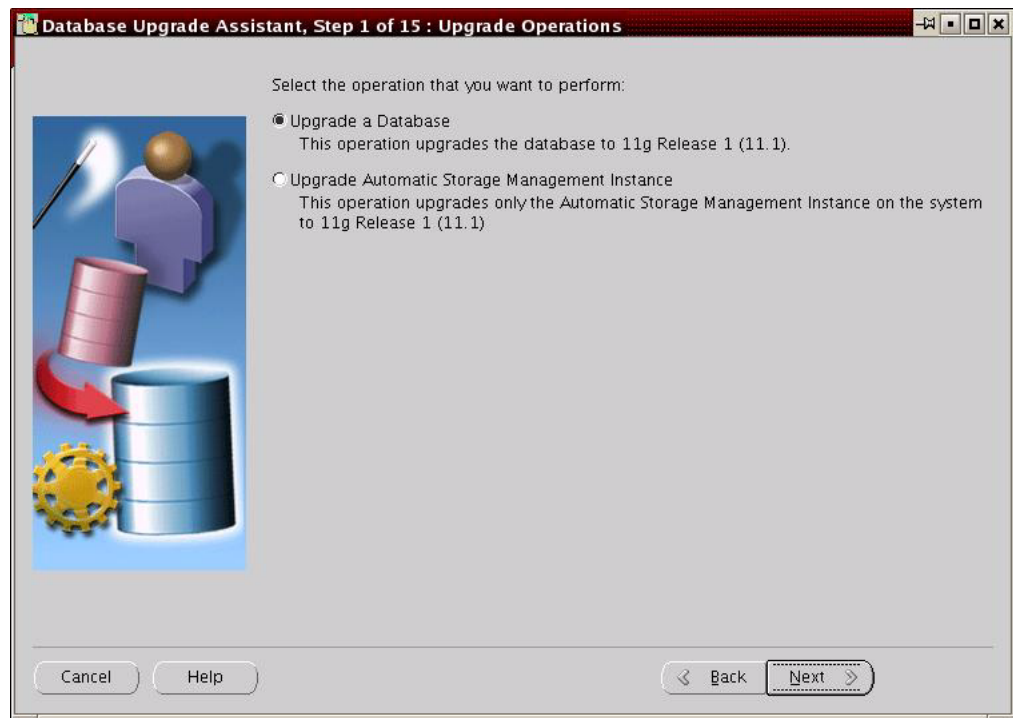 Database Upgrade Assistant, Step 1 of 15 : Upgrade Operations
Select the operation that you want to perform:
Upgrade a Database
This operation upgrades the database to 11g Release 1 (11.1).
Upgrade Automatic Storage Management Instance
This operation upgrades only the Automatic Storage Management Instance on the system
to 11g Release 1 (11.1)
Cancel
Help
Back
Next